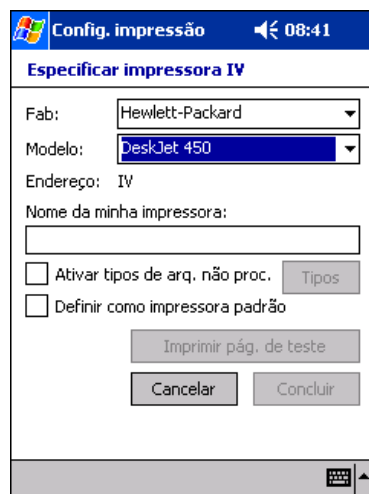 Config. impressão 08:41
Especificar impressora IV
Fab: Hewlett-Packard
Modelo: DeskJet 450
Endereço: IV
Nome da minha impressora:
Ativar tipos de arq. não proc. Tipos
Definir como impressora padrão
Imprimir pág. de teste
Cancelar Concluir